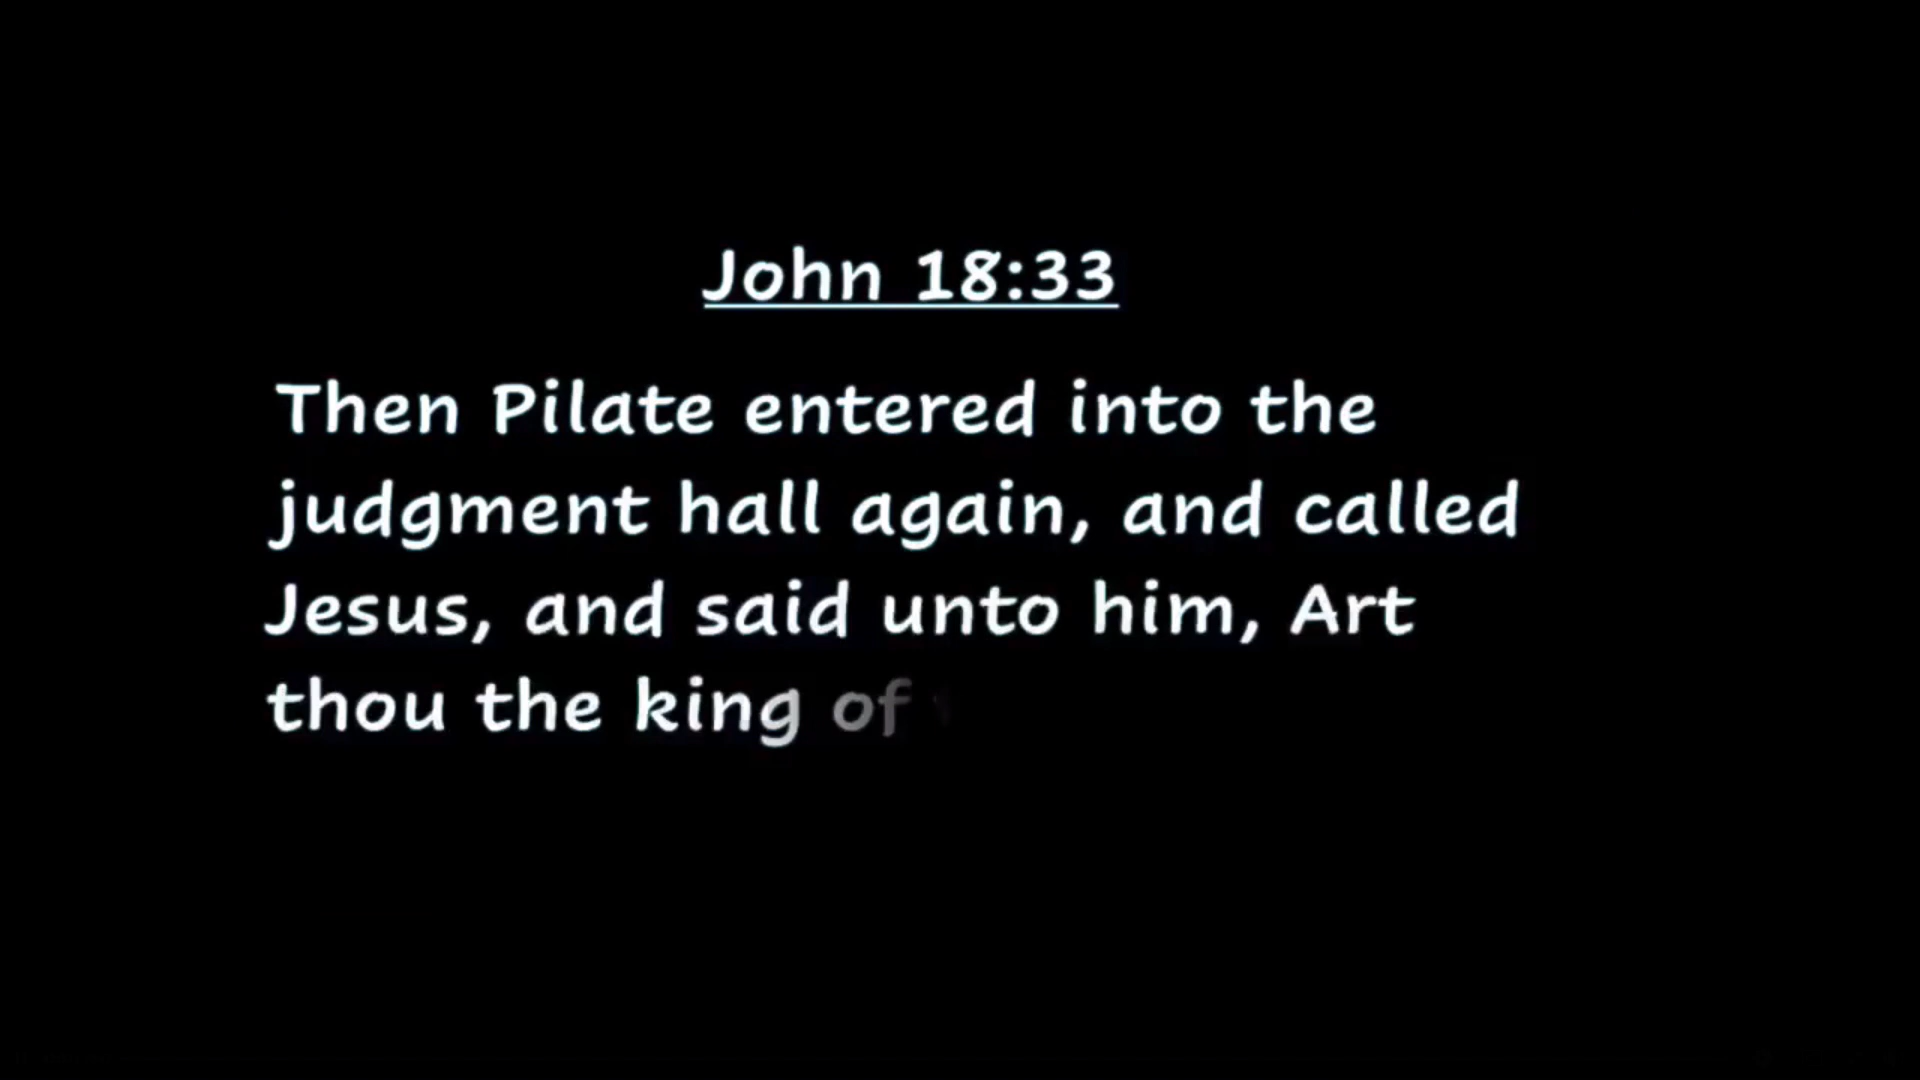 John 18:33
Then Pilate entered into the
judgment hall again, and called
Jesus, and said unto him, Art
thou the king of